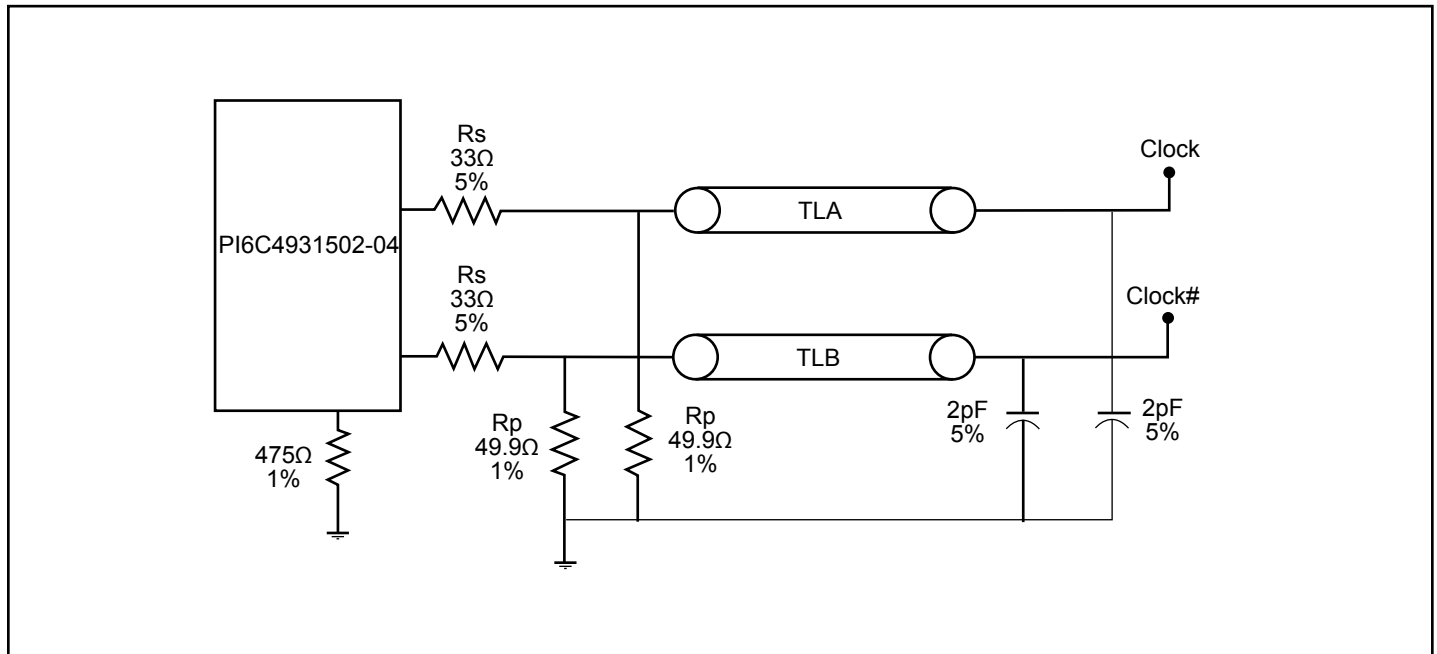 Rs
33Ω
5%
Clock
TLA
PI6C4931502-04
Rs
33Ω
5%
Clock#
TLB
475Ω
1%
Rp
49.9Ω
1%
Rp
49.9Ω
1%
2pF
5%
2pF
5%